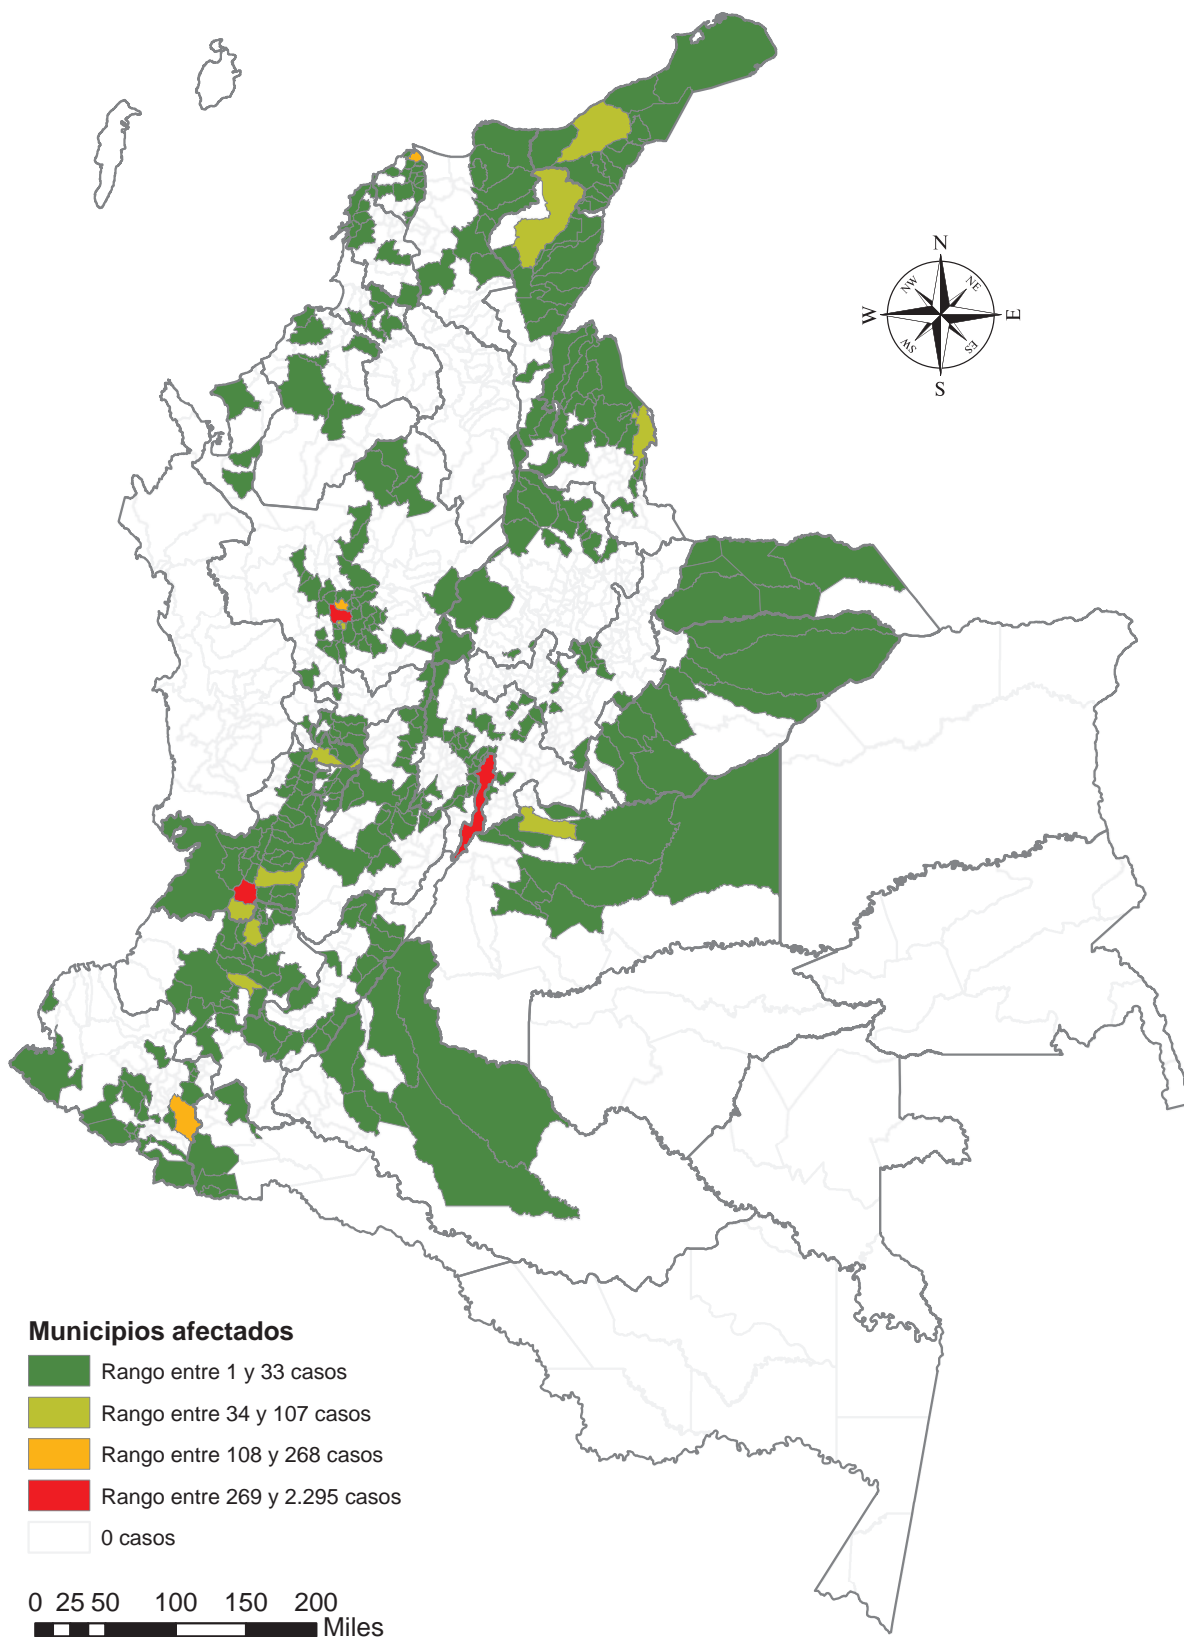 N
NW
NE
W
E
SW
ES
S
Municipios afectados
Rango entre 1 y 33 casos
Rango entre 34 y 107 casos
Rango entre 108 y 268 casos
Rango entre 269 y 2.295 casos
0 casos
0 25 50 100 150 200
Miles